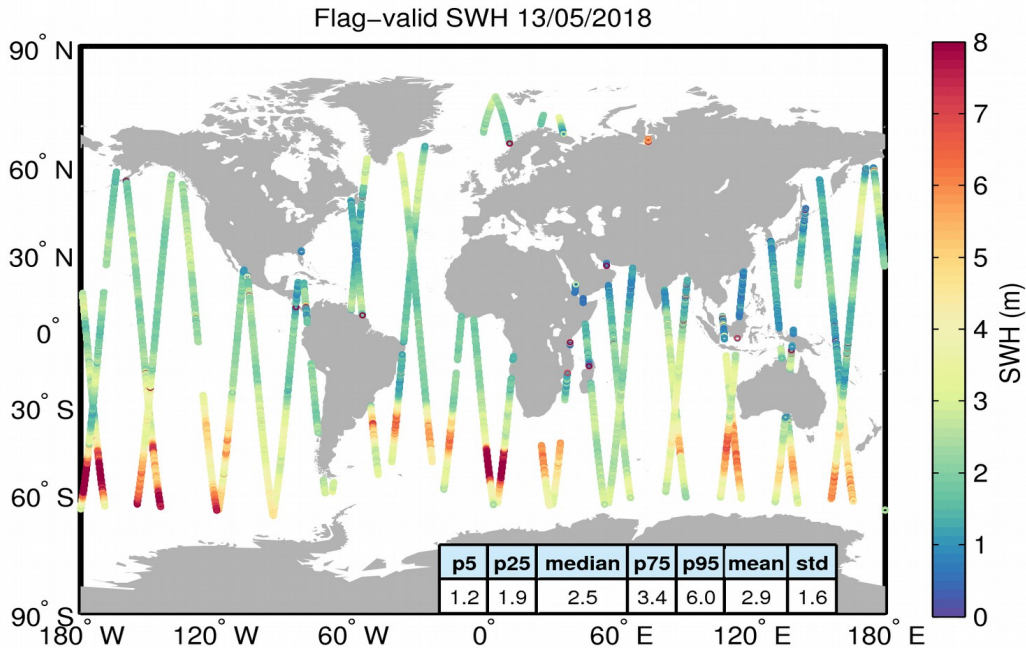 Flag−valid SWH 13/05/2018
90° N
60° N
30° N
0°
30° S
60° S
90° S
180° W
120° W
60° W
0°
60° E
120° E
180° E
8
7
6
5
4
3
2
1
0
SWH (m)
p5 p25 median p75 p95 mean std
1.2 1.9 2.5 3.4 6.0 2.9 1.6